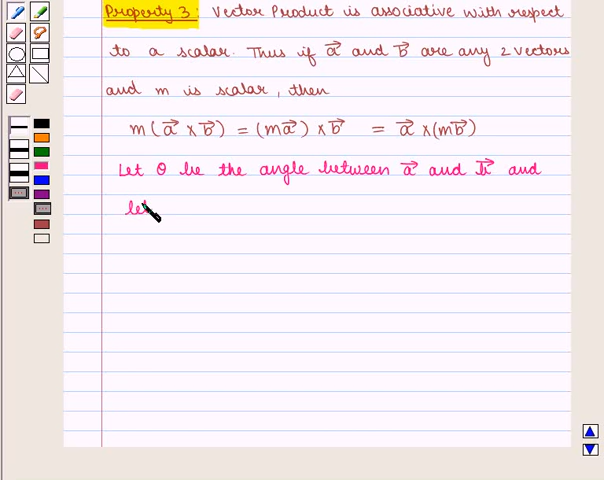 Property 3: Vector Product is associative with respect
to a scalar. Thus if a⃗ and b⃗ are any 2 vectors
and m is scalar, then
m(a⃗ × b⃗) = (ma⃗) × b⃗ = a⃗ × (mb⃗)
Let θ be the angle between a⃗ and b⃗ and
let